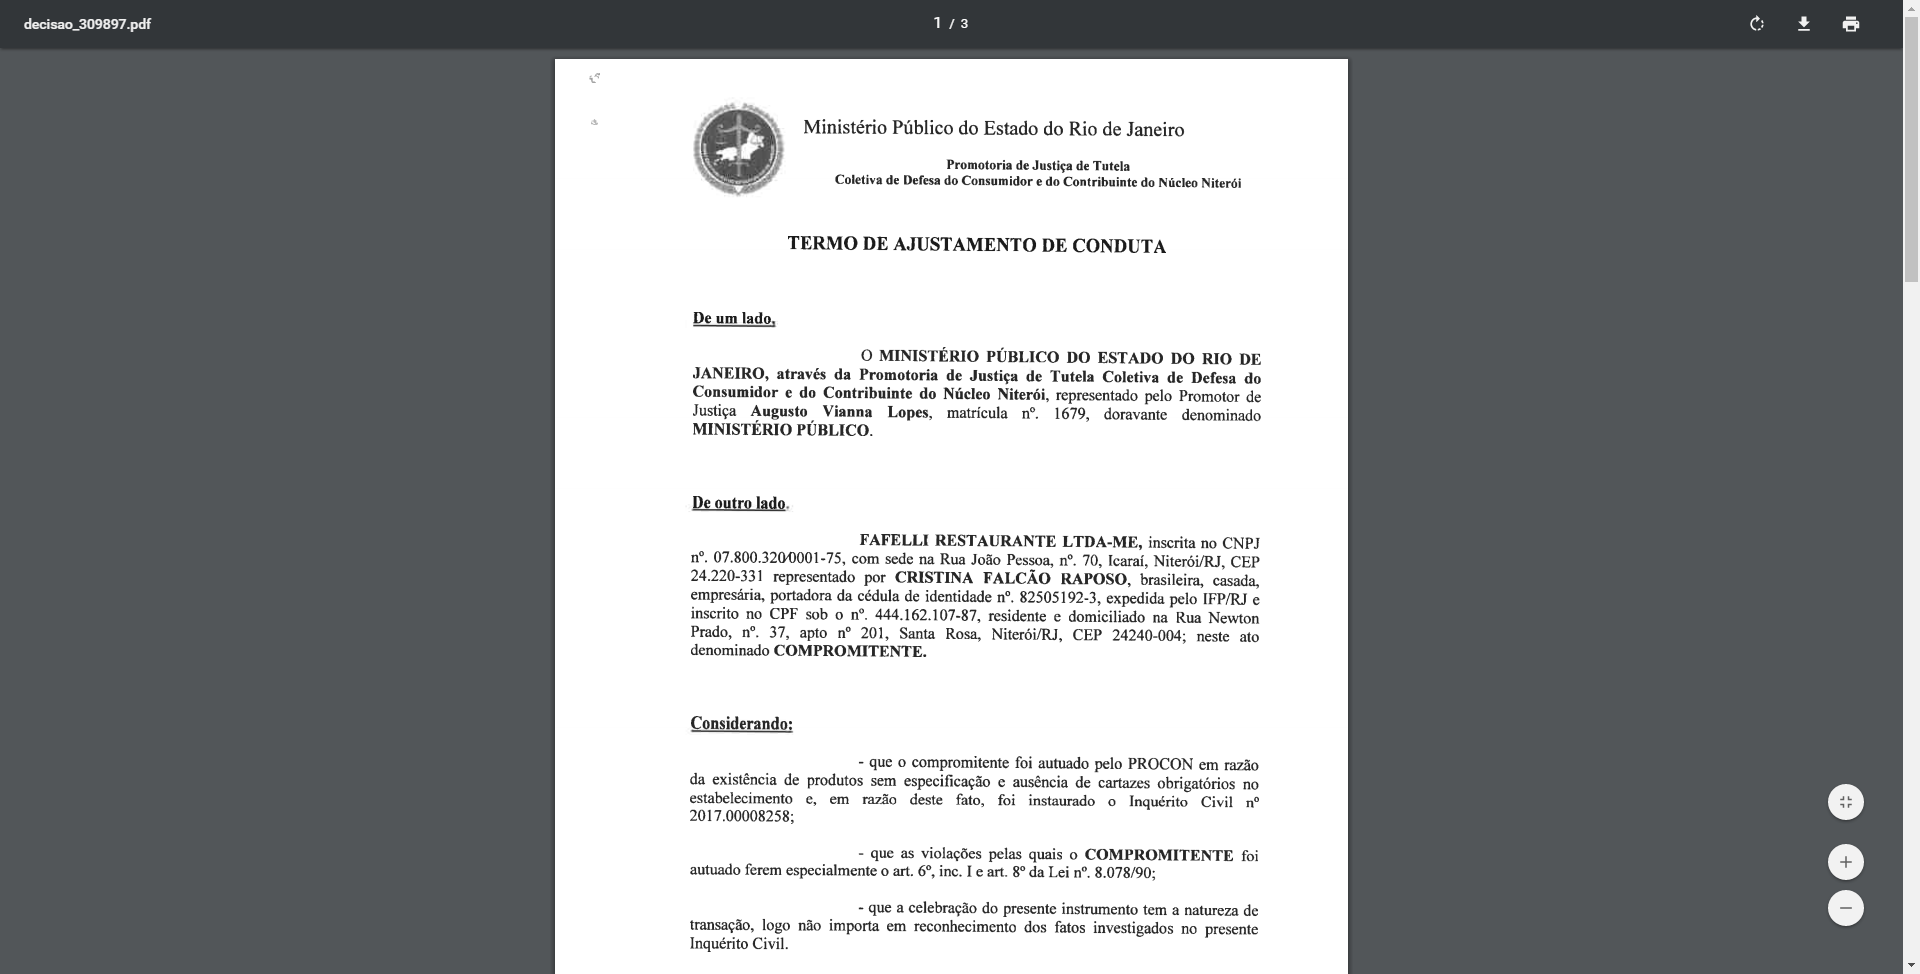 decisao_309897.pdf
1 / 3
Ministério Público do Estado do Rio de Janeiro
Promotoria de Justiça de Tutela
Coletiva de Defesa do Consumidor e do Contribuinte do Núcleo Niterói
TERMO DE AJUSTAMENTO DE CONDUTA
De um lado,
O MINISTÉRIO PÚBLICO DO ESTADO DO RIO DE
JANEIRO, através da Promotoria de Justiça de Tutela Coletiva de Defesa do
Consumidor e do Contribuinte do Núcleo Niterói, representado pelo Promotor de
Justiça Augusto Vianna Lopes, matrícula nº. 1679, doravante denominado
MINISTÉRIO PÚBLICO.
De outro lado.
FAFELLI RESTAURANTE LTDA-ME, inscrita no CNPJ
nº. 07.800.320/0001-75, com sede na Rua João Pessoa, nº. 70, Icaraí, Niterói/RJ, CEP
24.220-331 representado por CRISTINA FALCÃO RAPOSO, brasileira, casada,
empresária, portadora da cédula de identidade nº. 82505192-3, expedida pelo IFP/RJ e
inscrito no CPF sob o nº. 444.162.107-87, residente e domiciliado na Rua Newton
Prado, nº. 37, apto nº 201, Santa Rosa, Niterói/RJ, CEP 24240-004; neste ato
denominado COMPROMITENTE.
Considerando:
- que o compromitente foi autuado pelo PROCON em razão
da existência de produtos sem especificação e ausência de cartazes obrigatórios no
estabelecimento e, em razão deste fato, foi instaurado o Inquérito Civil nº
2017.00008258;
- que as violações pelas quais o COMPROMITENTE foi
autuado ferem especialmente o art. 6º, inc. I e art. 8º da Lei nº. 8.078/90;
- que a celebração do presente instrumento tem a natureza de
transação, logo não importa em reconhecimento dos fatos investigados no presente
Inquérito Civil.